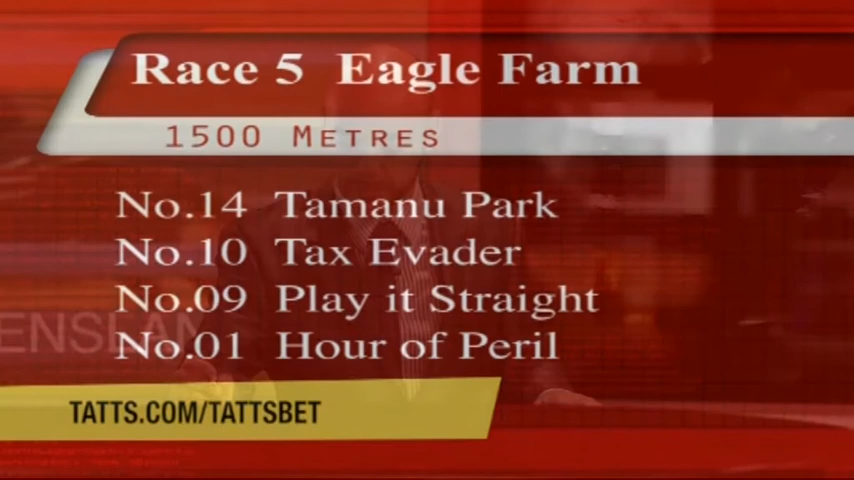 Race 5 Eagle Farm
1500 METRES
No.14 Tamanu Park
No.10 Tax Evader
No.09 Play it Straight
No.01 Hour of Peril
ENSLAN
TATTS.COM/TATTSBET